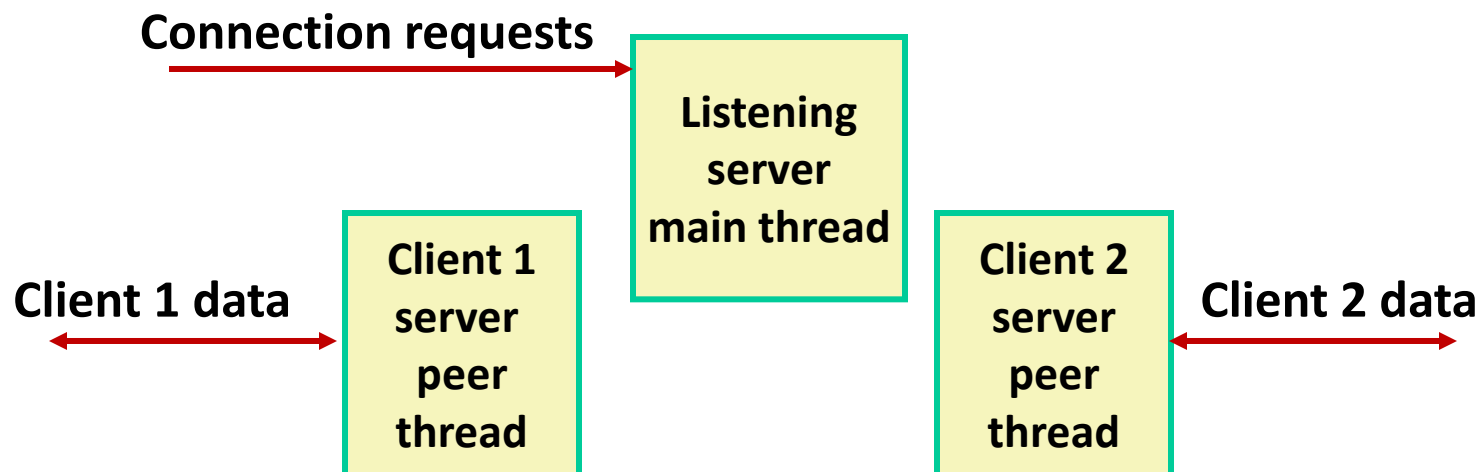 Connection requests
Listening
server
main thread
Client 1 data
Client 1
server
peer
thread
Client 2
server
peer
thread
Client 2 data